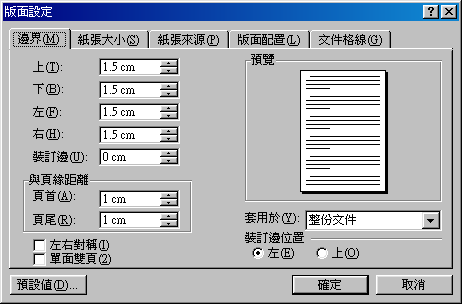 版面設定
邊界(M) 紙張大小(S) 紙張來源(P) 版面配置(L) 文件格線(G)
上(T): 1.5 cm
下(B): 1.5 cm
左(F): 1.5 cm
右(H): 1.5 cm
裝訂邊(U): 0 cm
與頁緣距離
頁首(A): 1 cm
頁尾(R): 1 cm
左右對稱(I)
單面雙頁(2)
預覽
套用於(Y): 整份文件
裝訂邊位置
左(E) 上(O)
預設值(D)... 確定 取消